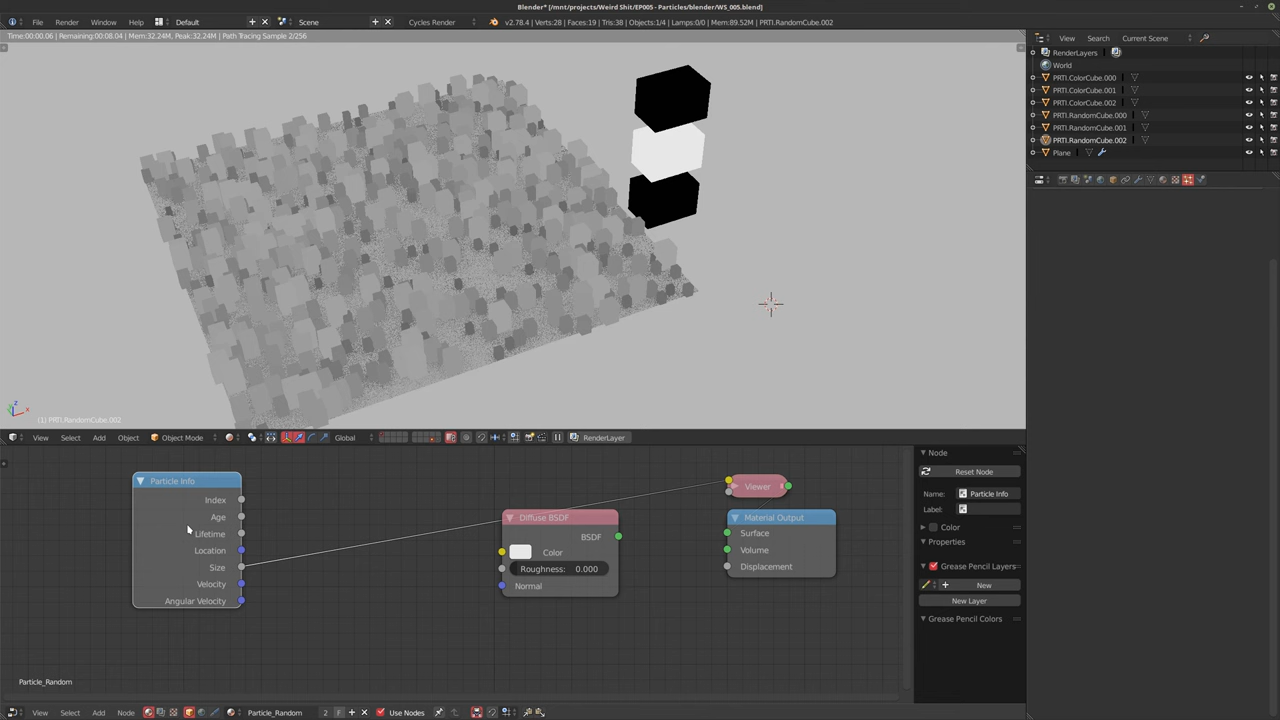 Blender* [/mnt/projects/Weird Shit/EP005 - Particles/blender/WS_005.blend]
File Render Window Help Default Scene Cycles Render v2.78.4 | Verts:28 | Faces:19 | Tris:38 | Objects:1/4 | Lamps:0/0 | Mem:89.52M | PRTI.RandomCube.002
Time:00:00.06 | Remaining:00:08.04 | Mem:32.24M, Peak:32.24M | Path Tracing Sample 2/256
View Search Current Scene
RenderLayers
World
PRTI.ColorCube.000
PRTI.ColorCube.001
PRTI.ColorCube.002
PRTI.RandomCube.000
PRTI.RandomCube.001
PRTI.RandomCube.002
Plane
(1) PRTI.RandomCube.002
View Select Add Object Object Mode Global RenderLayer
Particle Info
Index
Age
Lifetime
Location
Size
Velocity
Angular Velocity
Diffuse BSDF
BSDF
Color
Roughness: 0.000
Normal
Viewer
Material Output
Surface
Volume
Displacement
Node
Reset Node
Name: Particle Info
Label:
Color
Properties
Grease Pencil Layers
New
New Layer
Grease Pencil Colors
Particle_Random
View Select Add Node Particle_Random 2 F Use Nodes